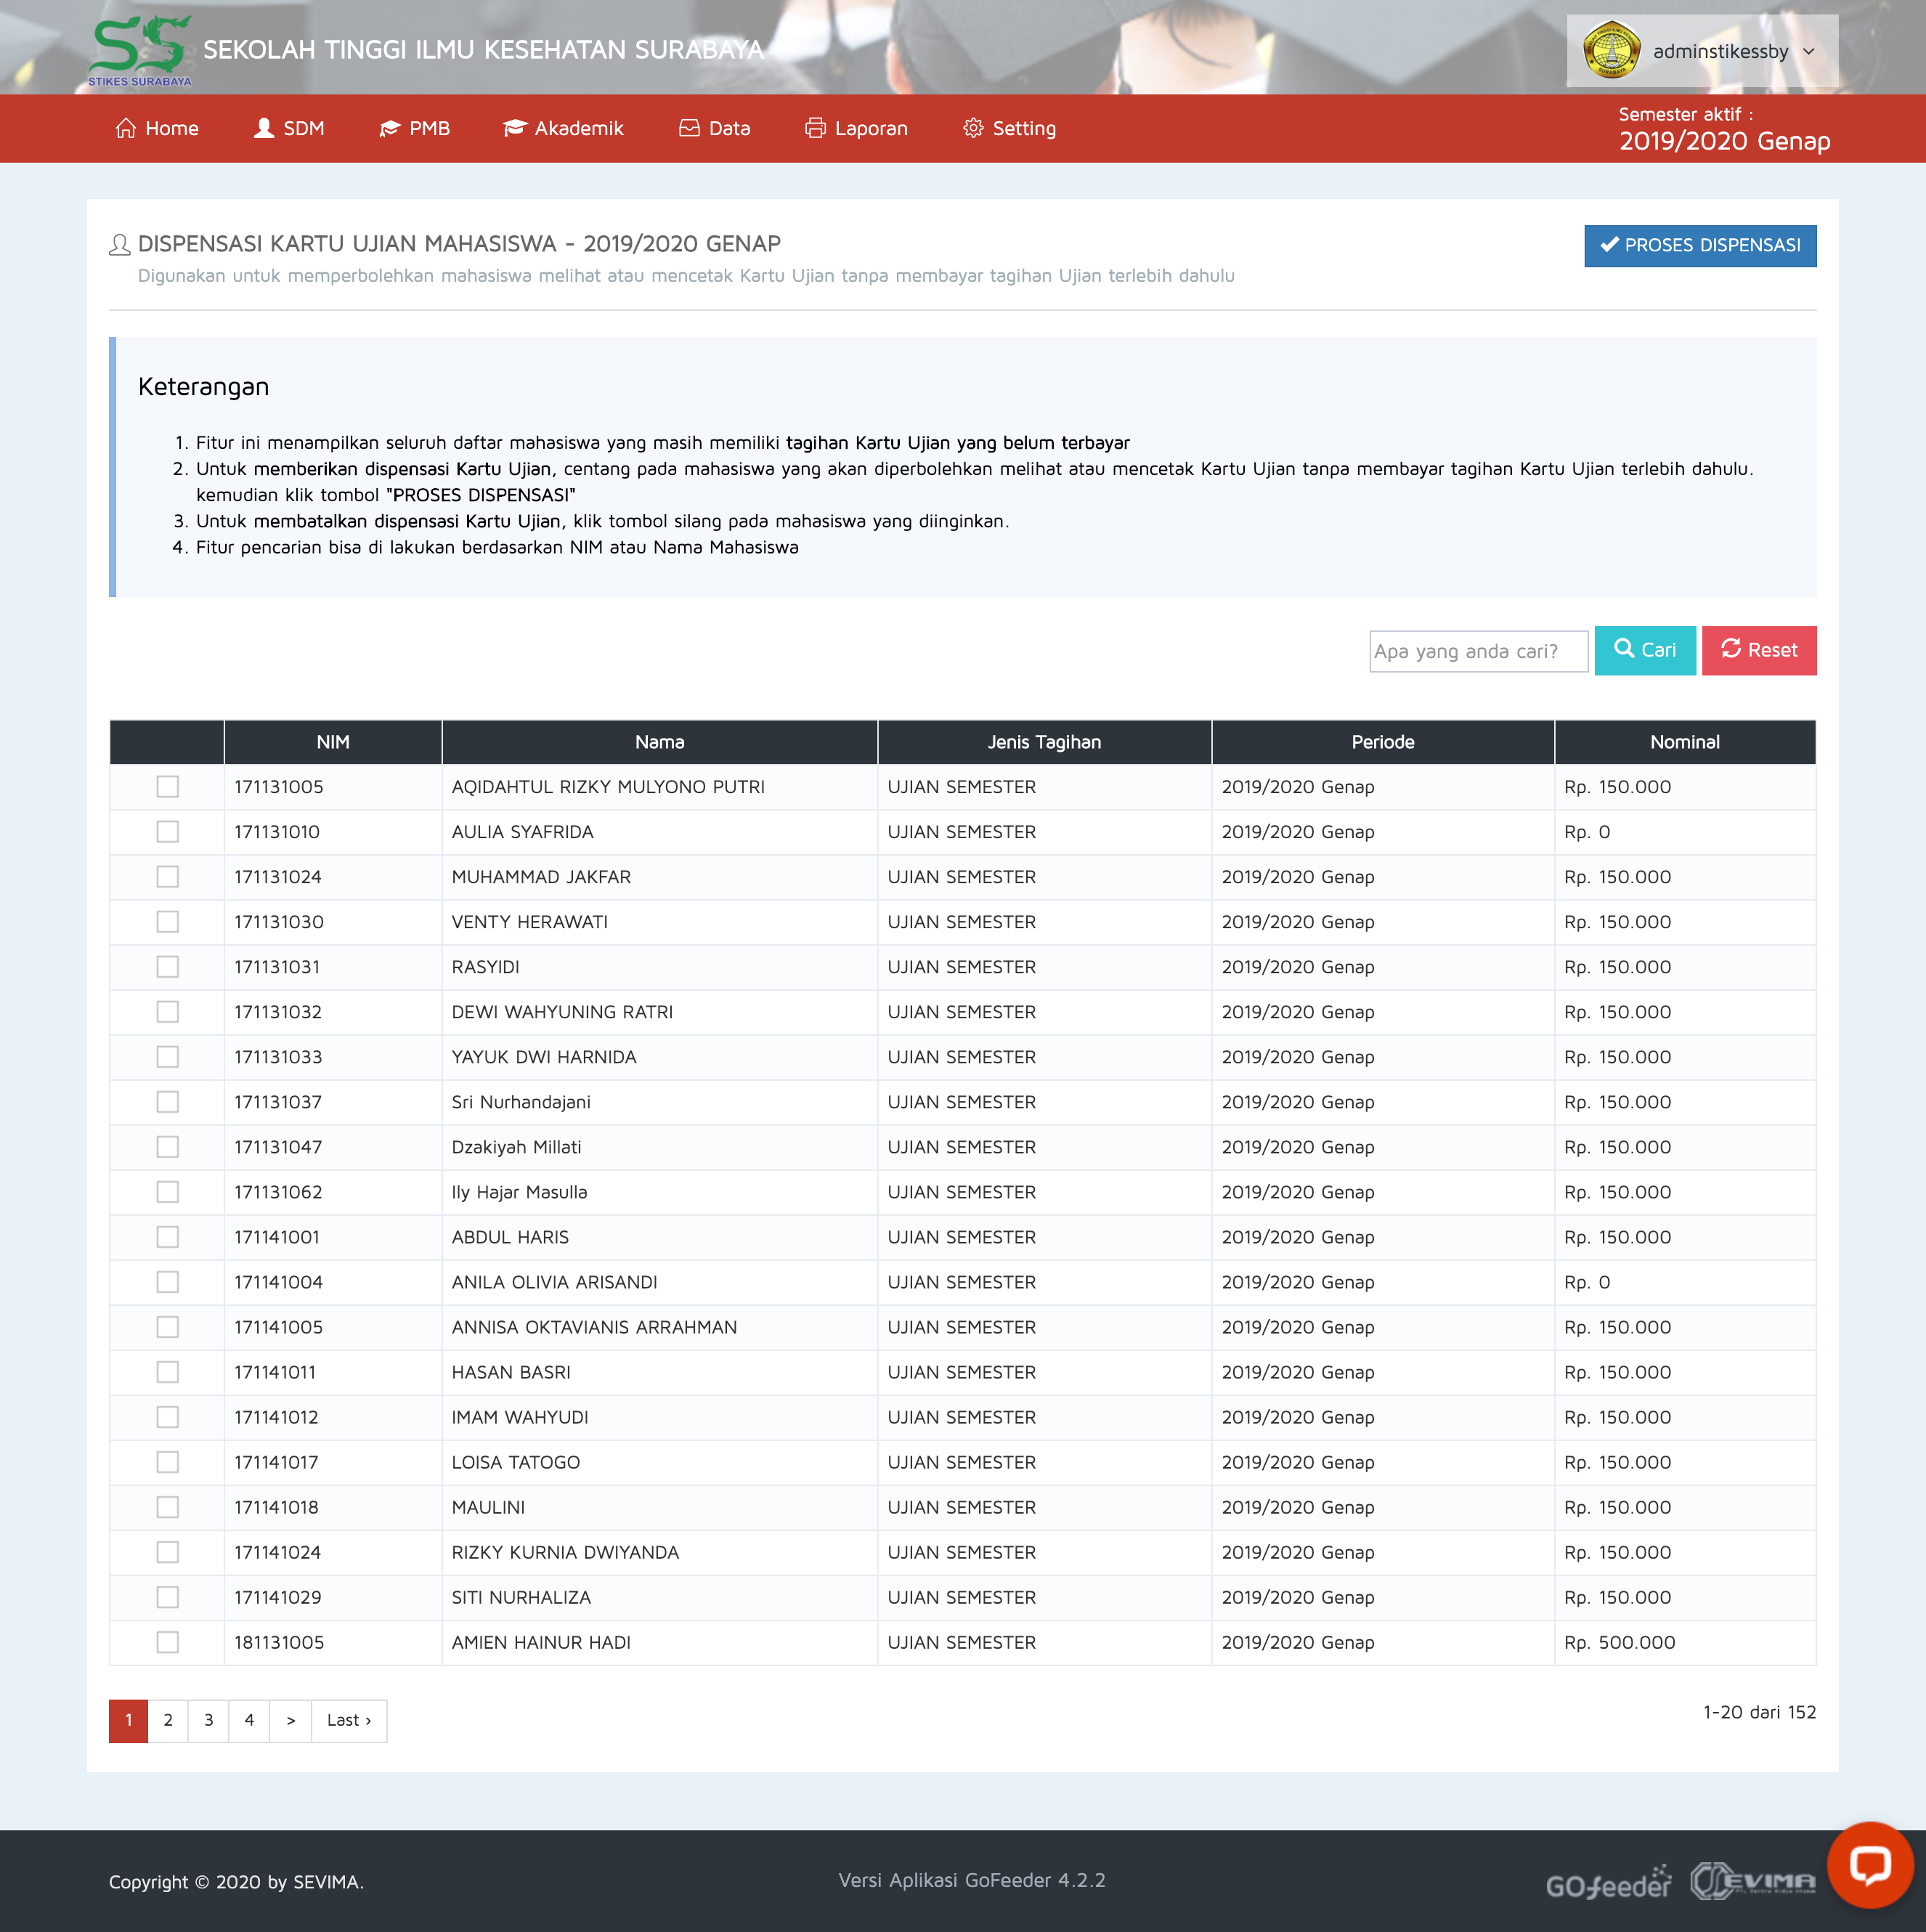 STIKES SURABAYA
SEKOLAH TINGGI ILMU KESEHATAN SURABAYA
adminstikessby
Home SDM PMB Akademik Data Laporan Setting
Semester aktif :
2019/2020 Genap
DISPENSASI KARTU UJIAN MAHASISWA - 2019/2020 GENAP
Digunakan untuk memperbolehkan mahasiswa melihat atau mencetak Kartu Ujian tanpa membayar tagihan Ujian terlebih dahulu
PROSES DISPENSASI
Keterangan
1. Fitur ini menampilkan seluruh daftar mahasiswa yang masih memiliki tagihan Kartu Ujian yang belum terbayar
2. Untuk memberikan dispensasi Kartu Ujian, centang pada mahasiswa yang akan diperbolehkan melihat atau mencetak Kartu Ujian tanpa membayar tagihan Kartu Ujian terlebih dahulu.
kemudian klik tombol "PROSES DISPENSASI"
3. Untuk membatalkan dispensasi Kartu Ujian, klik tombol silang pada mahasiswa yang diinginkan.
4. Fitur pencarian bisa di lakukan berdasarkan NIM atau Nama Mahasiswa
Apa yang anda cari? Cari Reset
NIM Nama Jenis Tagihan Periode Nominal
171131005 AQIDAHTUL RIZKY MULYONO PUTRI UJIAN SEMESTER 2019/2020 Genap Rp. 150.000
171131010 AULIA SYAFRIDA UJIAN SEMESTER 2019/2020 Genap Rp. 0
171131024 MUHAMMAD JAKFAR UJIAN SEMESTER 2019/2020 Genap Rp. 150.000
171131030 VENTY HERAWATI UJIAN SEMESTER 2019/2020 Genap Rp. 150.000
171131031 RASYIDI UJIAN SEMESTER 2019/2020 Genap Rp. 150.000
171131032 DEWI WAHYUNING RATRI UJIAN SEMESTER 2019/2020 Genap Rp. 150.000
171131033 YAYUK DWI HARNIDA UJIAN SEMESTER 2019/2020 Genap Rp. 150.000
171131037 Sri Nurhandajani UJIAN SEMESTER 2019/2020 Genap Rp. 150.000
171131047 Dzakiyah Millati UJIAN SEMESTER 2019/2020 Genap Rp. 150.000
171131062 Ily Hajar Masulla UJIAN SEMESTER 2019/2020 Genap Rp. 150.000
171141001 ABDUL HARIS UJIAN SEMESTER 2019/2020 Genap Rp. 150.000
171141004 ANILA OLIVIA ARISANDI UJIAN SEMESTER 2019/2020 Genap Rp. 0
171141005 ANNISA OKTAVIANIS ARRAHMAN UJIAN SEMESTER 2019/2020 Genap Rp. 150.000
171141011 HASAN BASRI UJIAN SEMESTER 2019/2020 Genap Rp. 150.000
171141012 IMAM WAHYUDI UJIAN SEMESTER 2019/2020 Genap Rp. 150.000
171141017 LOISA TATOGO UJIAN SEMESTER 2019/2020 Genap Rp. 150.000
171141018 MAULINI UJIAN SEMESTER 2019/2020 Genap Rp. 150.000
171141024 RIZKY KURNIA DWIYANDA UJIAN SEMESTER 2019/2020 Genap Rp. 150.000
171141029 SITI NURHALIZA UJIAN SEMESTER 2019/2020 Genap Rp. 150.000
181131005 AMIEN HAINUR HADI UJIAN SEMESTER 2019/2020 Genap Rp. 500.000
1 2 3 4 > Last ›
1-20 dari 152
Copyright © 2020 by SEVIMA.
Versi Aplikasi GoFeeder 4.2.2
GOfeeder SEVIMA